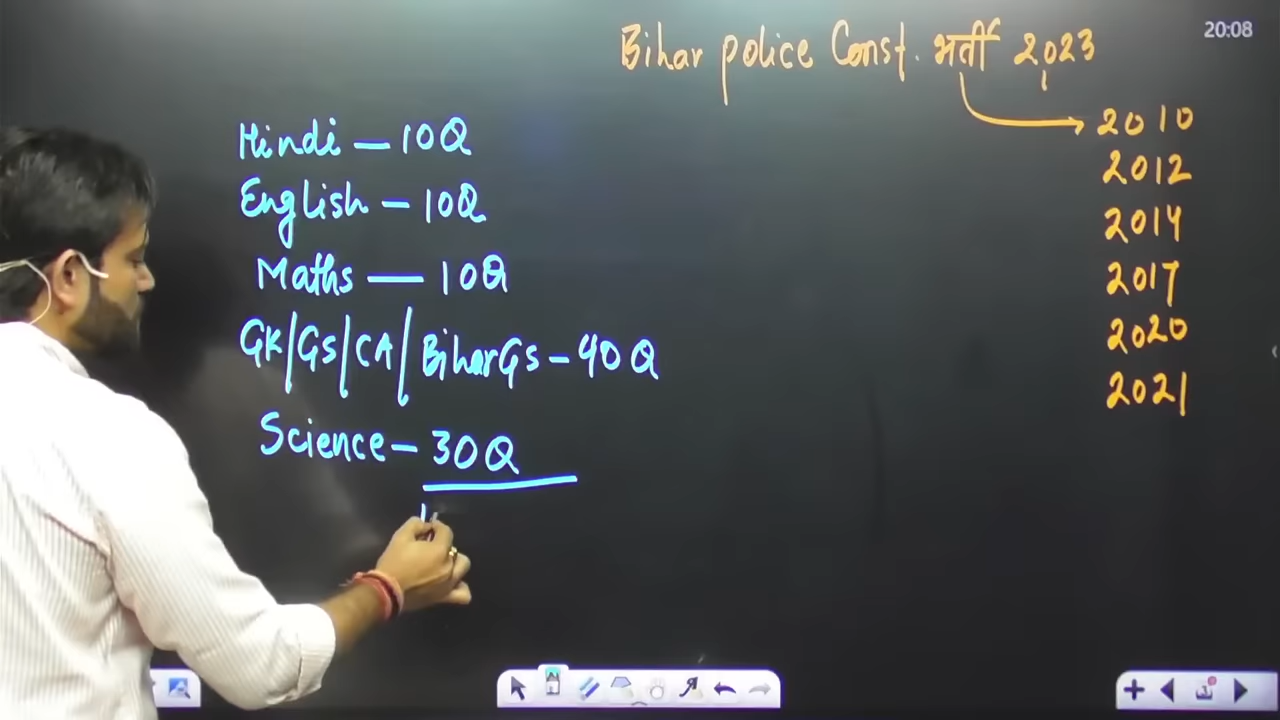 20:08
Bihar police Const. भर्ती 2023
2010
2012
2014
2017
2020
2021
Hindi — 10Q
English — 10Q
Maths — 10Q
GK/Gs/CA/BiharGs – 40Q
Science – 30Q